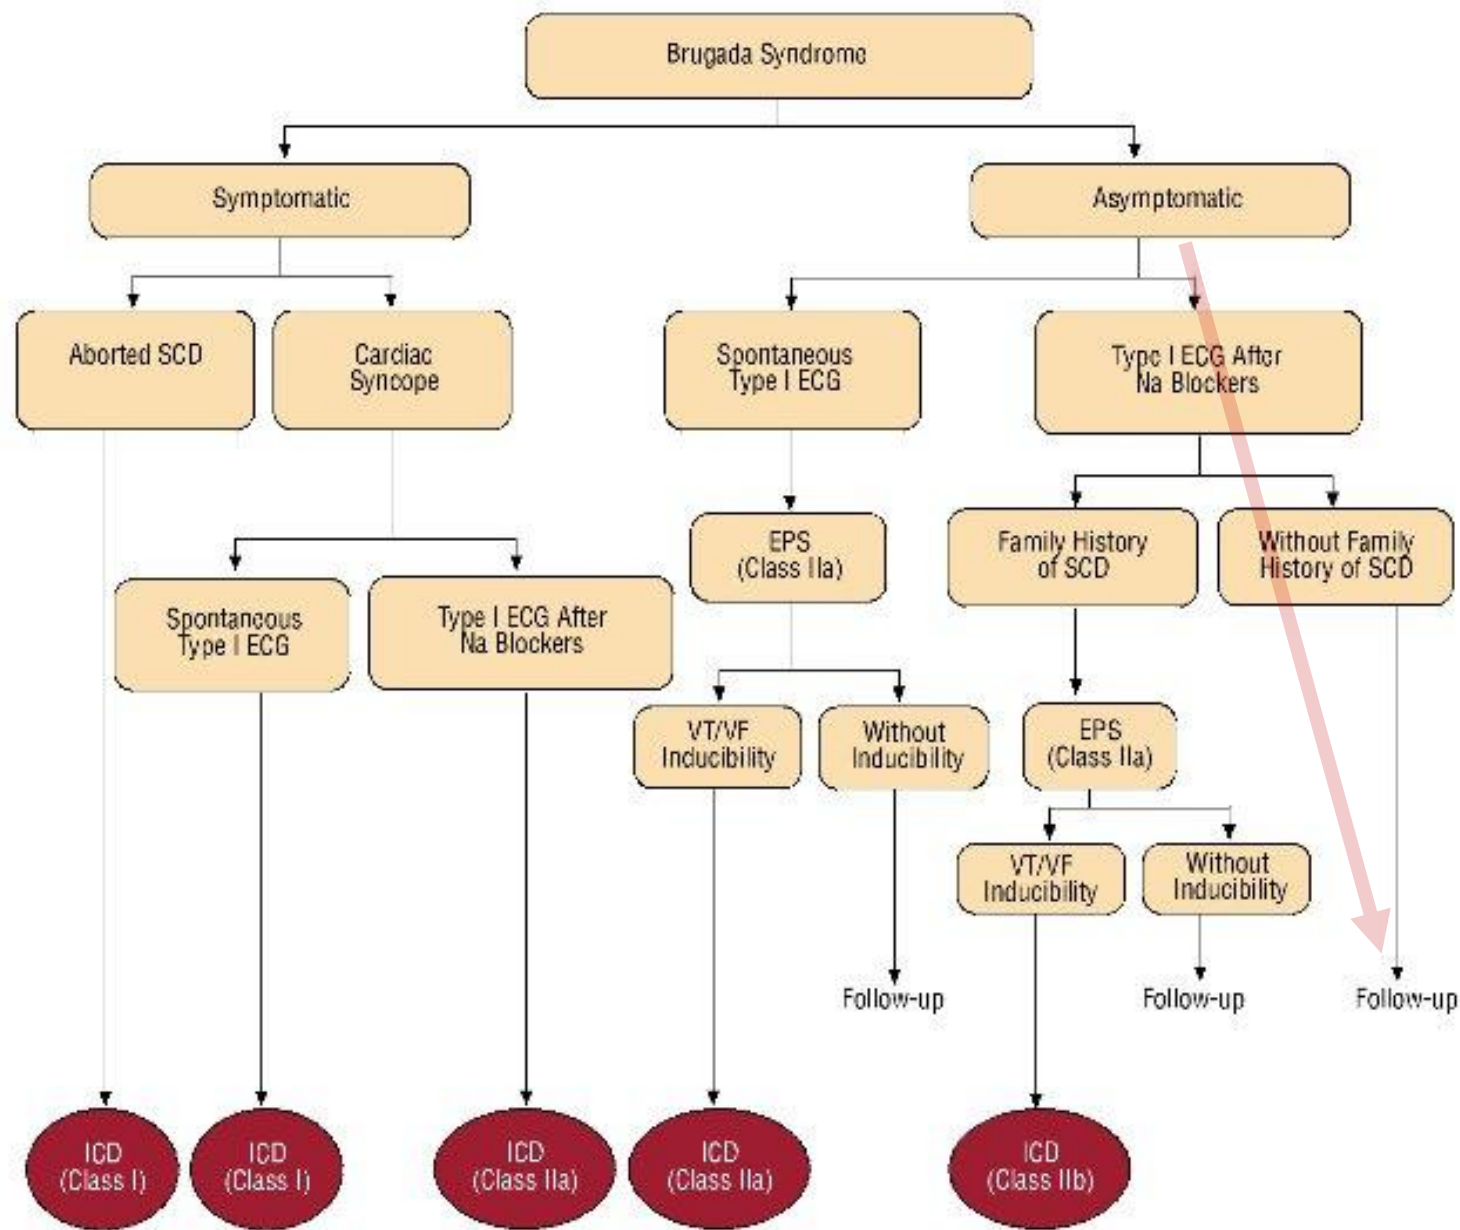 Brugada Syndrome
Symptomatic
Asymptomatic
Aborted SCD
Cardiac
Syncope
Spontaneous
Type I ECG
Type I ECG After
Na Blockers
EPS
(Class IIa)
Family History
of SCD
Without Family
History of SCD
Spontaneous
Type I ECG
Type I ECG After
Na Blockers
VT/VF
Inducibility
Without
Inducibility
EPS
(Class IIa)
VT/VF
Inducibility
Without
Inducibility
Follow-up
Follow-up
Follow-up
ICD
(Class I)
ICD
(Class I)
ICD
(Class IIa)
ICD
(Class IIa)
ICD
(Class IIb)